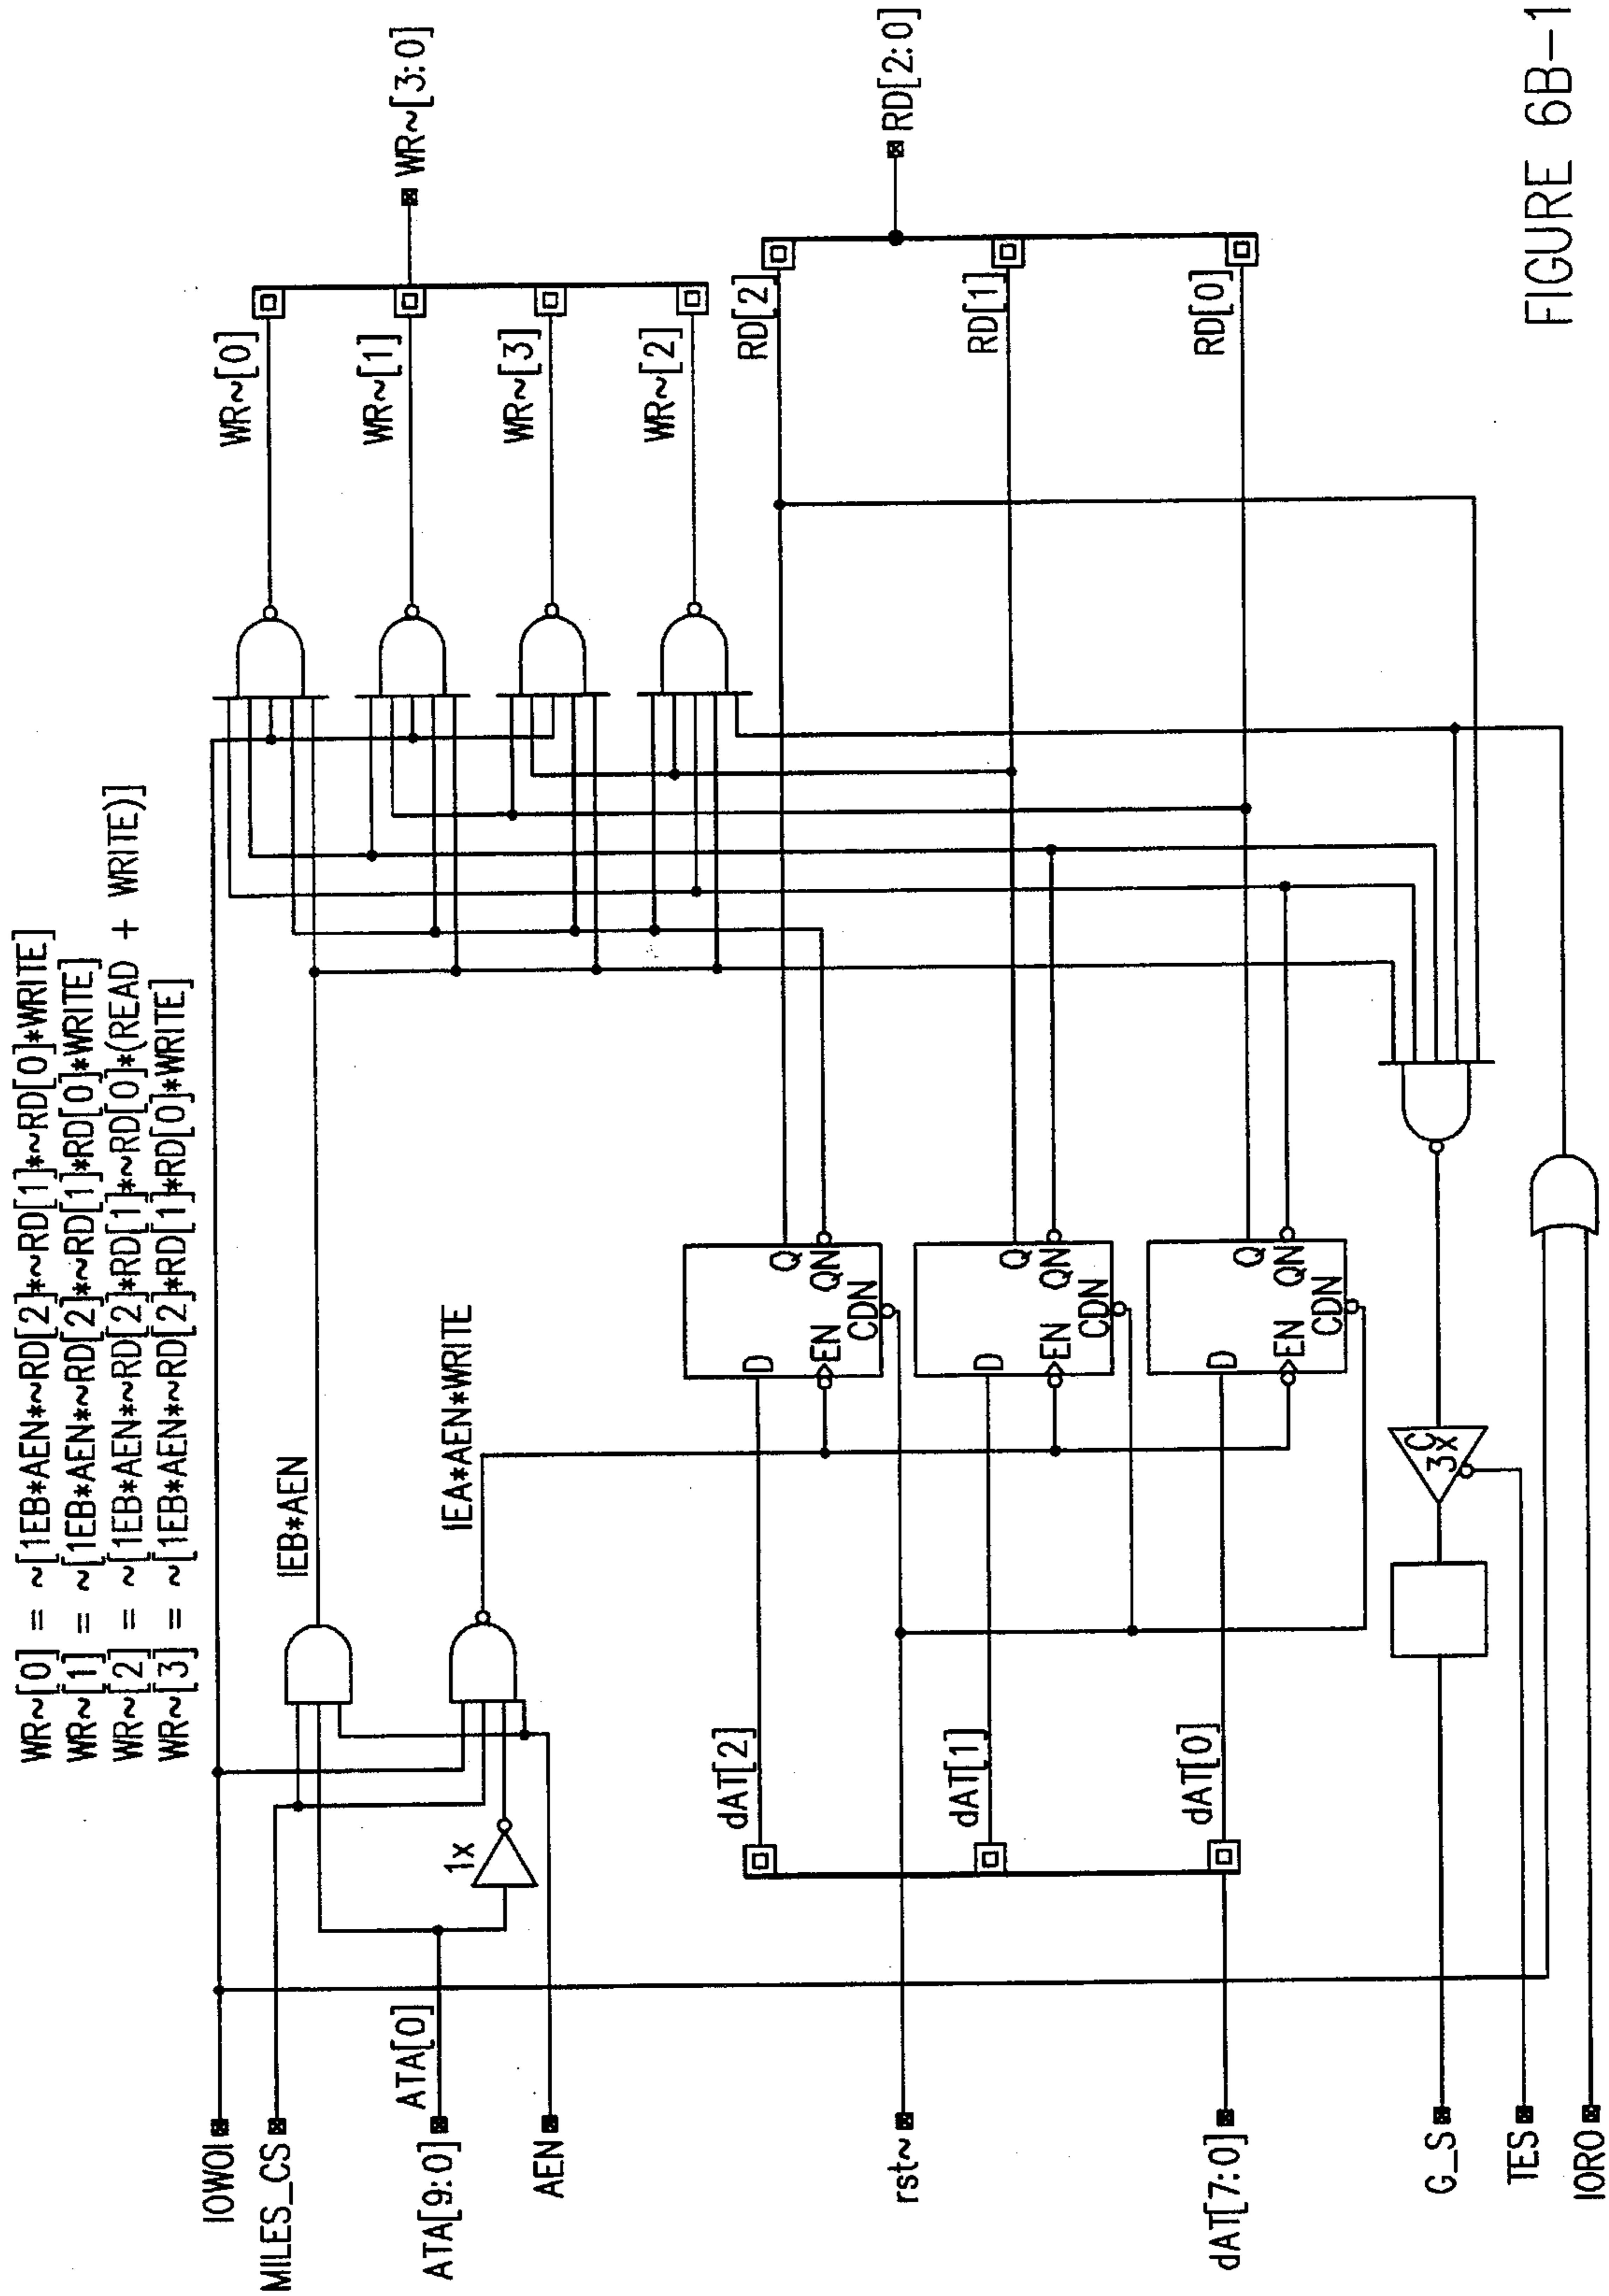 WR~[0] = ~[1EB*AEN*~RD[2]*~RD[1]*~RD[0]*WRITE]
WR~[1] = ~[1EB*AEN*~RD[2]*~RD[1]*RD[0]*WRITE]
WR~[2] = ~[1EB*AEN*~RD[2]*RD[1]*~RD[0]*(READ + WRITE)]
WR~[3] = ~[1EB*AEN*~RD[2]*RD[1]*RD[0]*WRITE]
IOWOI
MILES_CS
ATA[9:0]
ATA[0]
AEN
1x
IEB*AEN
IEA*AEN*WRITE
WR~[0]
WR~[1]
WR~[3]
WR~[2]
WR~[3:0]
rst~
dAT[7:0]
dAT[2]
dAT[1]
dAT[0]
D
Q
EN
QN
CDN
D
Q
EN
QN
CDN
D
Q
EN
QN
CDN
RD[2]
RD[1]
RD[0]
RD[2:0]
G_S
TES
IORO
C
3X
FIGURE 6B-1